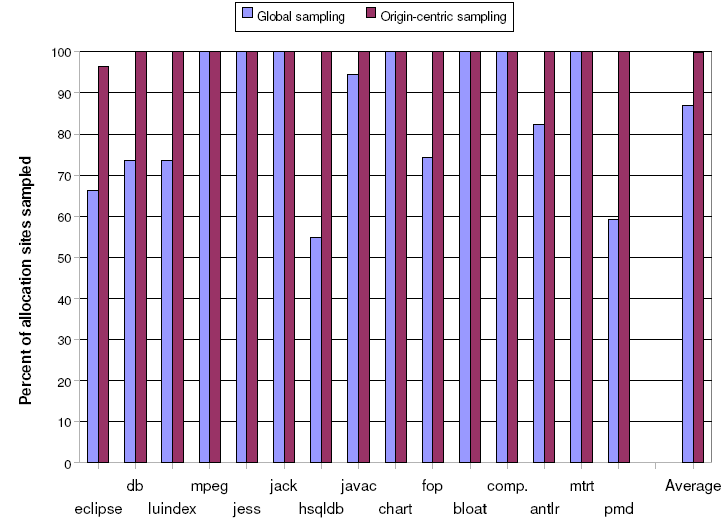 Global sampling Origin-centric sampling
Percent of allocation sites sampled
100
90
80
70
60
50
40
30
20
10
0
db mpeg jack javac fop comp. mtrt Average
eclipse luindex jess hsqldb chart bloat antlr pmd